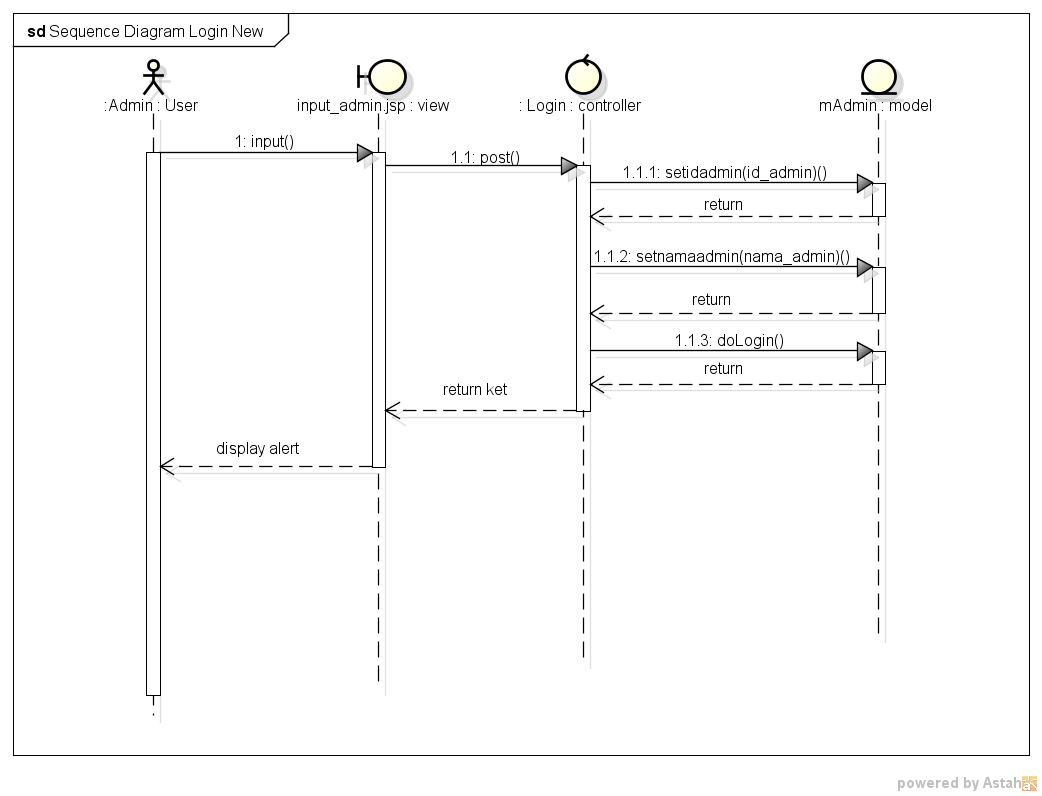 sd Sequence Diagram Login New
: Admin : User
input_admin.jsp : view
: Login : controller
mAdmin : model
1: input()
1.1: post()
1.1.1: setidadmin(id_admin)()
return
1.1.2: setnamaadmin(nama_admin)()
return
1.1.3: doLogin()
return
return ket
display alert
powered by Astah